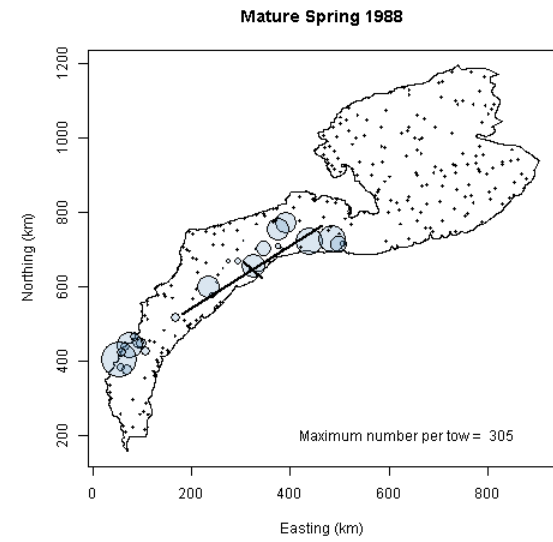 Mature Spring 1988
1200
1000
800
600
400
200
Northing (km)
Maximum number per tow = 305
0 200 400 600 800
Easting (km)